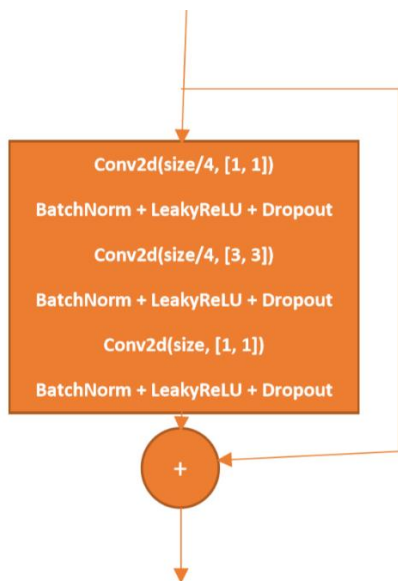 Conv2d(size/4, [1, 1])
BatchNorm + LeakyReLU + Dropout
Conv2d(size/4, [3, 3])
BatchNorm + LeakyReLU + Dropout
Conv2d(size, [1, 1])
BatchNorm + LeakyReLU + Dropout
+